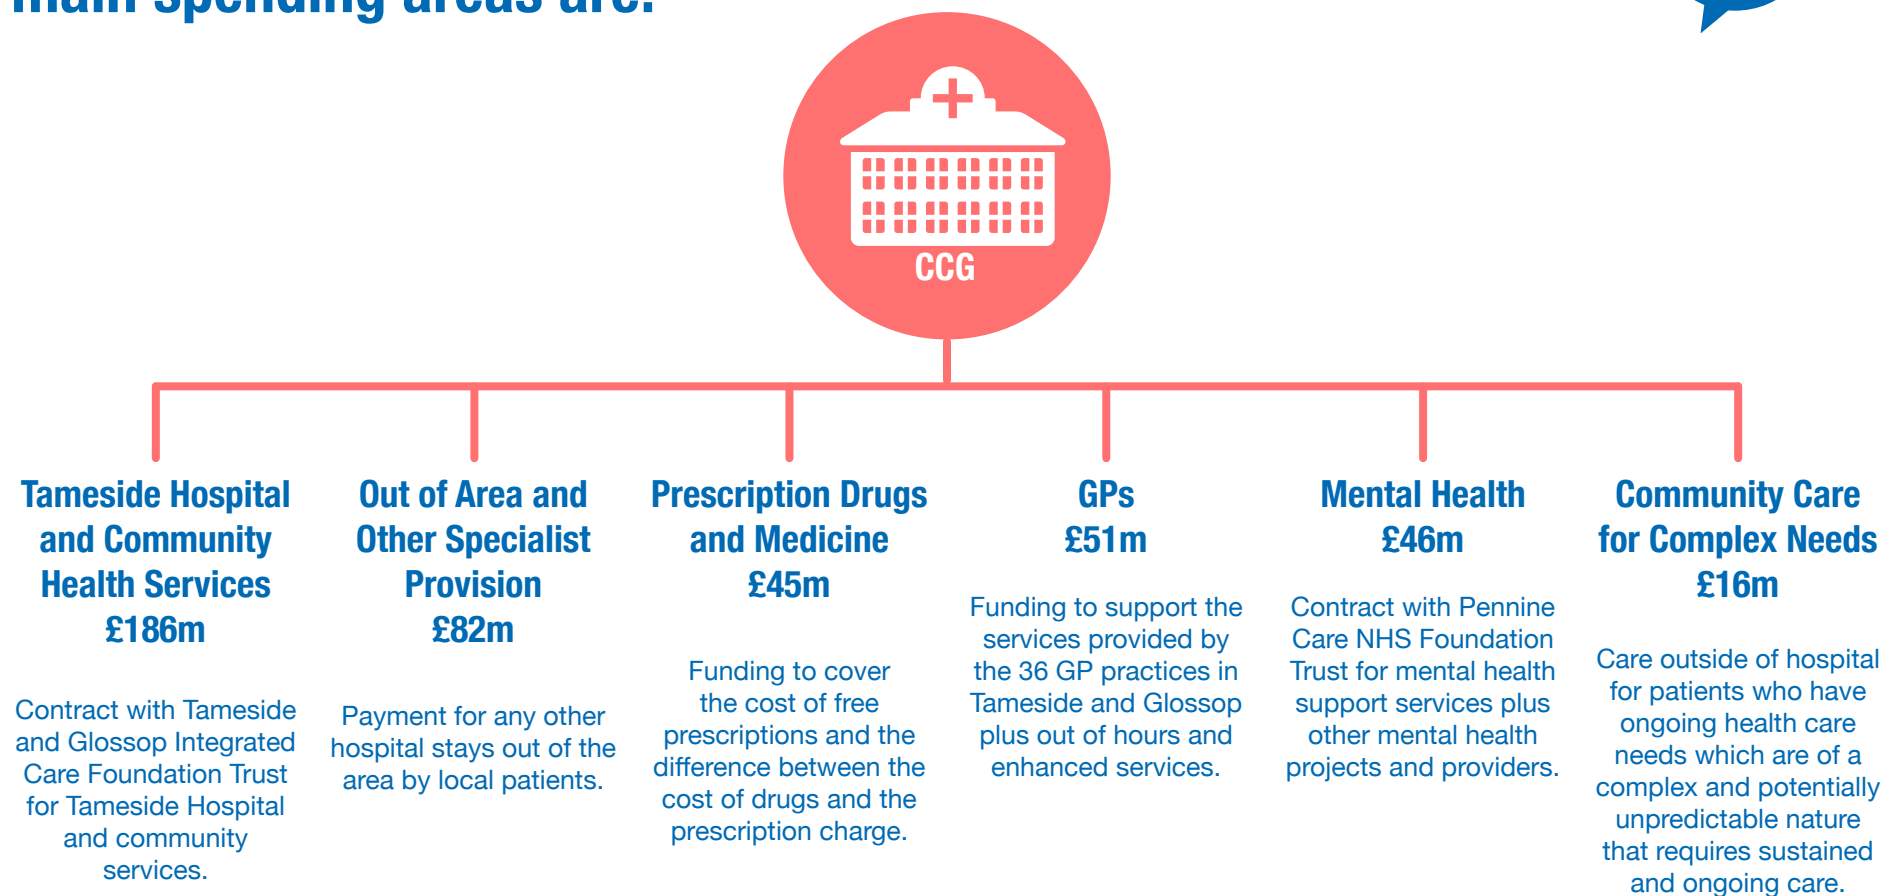 main spending areas are:
CCG
Tameside Hospital
and Community
Health Services
£186m
Contract with Tameside
and Glossop Integrated
Care Foundation Trust
for Tameside Hospital
and community
services.
Out of Area and
Other Specialist
Provision
£82m
Payment for any other
hospital stays out of the
area by local patients.
Prescription Drugs
and Medicine
£45m
Funding to cover
the cost of free
prescriptions and the
difference between the
cost of drugs and the
prescription charge.
GPs
£51m
Funding to support the
services provided by
the 36 GP practices in
Tameside and Glossop
plus out of hours and
enhanced services.
Mental Health
£46m
Contract with Pennine
Care NHS Foundation
Trust for mental health
support services plus
other mental health
projects and providers.
Community Care
for Complex Needs
£16m
Care outside of hospital
for patients who have
ongoing health care
needs which are of a
complex and potentially
unpredictable nature
that requires sustained
and ongoing care.